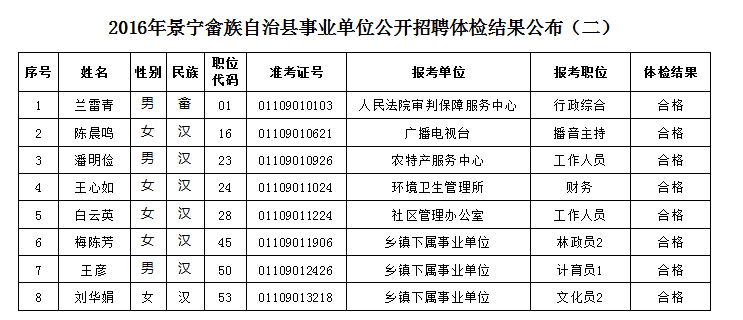 2016年景宁畲族自治县事业单位公开招聘体检结果公布（二）
序号 姓名 性别 民族 职位代码 准考证号 报考单位 报考职位 体检结果
1 兰雷青 男 畲 01 01109010103 人民法院审判保障服务中心 行政综合 合格
2 陈晨鸣 女 汉 16 01109010621 广播电视台 播音主持 合格
3 潘明俭 男 汉 23 01109010926 农特产服务中心 工作人员 合格
4 王心如 女 汉 24 01109011024 环境卫生管理所 财务 合格
5 白云英 女 汉 28 01109011224 社区管理办公室 工作人员 合格
6 梅陈芳 女 汉 45 01109011906 乡镇下属事业单位 林政员2 合格
7 王彦 男 汉 50 01109012426 乡镇下属事业单位 计育员1 合格
8 刘华娟 女 汉 53 01109013218 乡镇下属事业单位 文化员2 合格